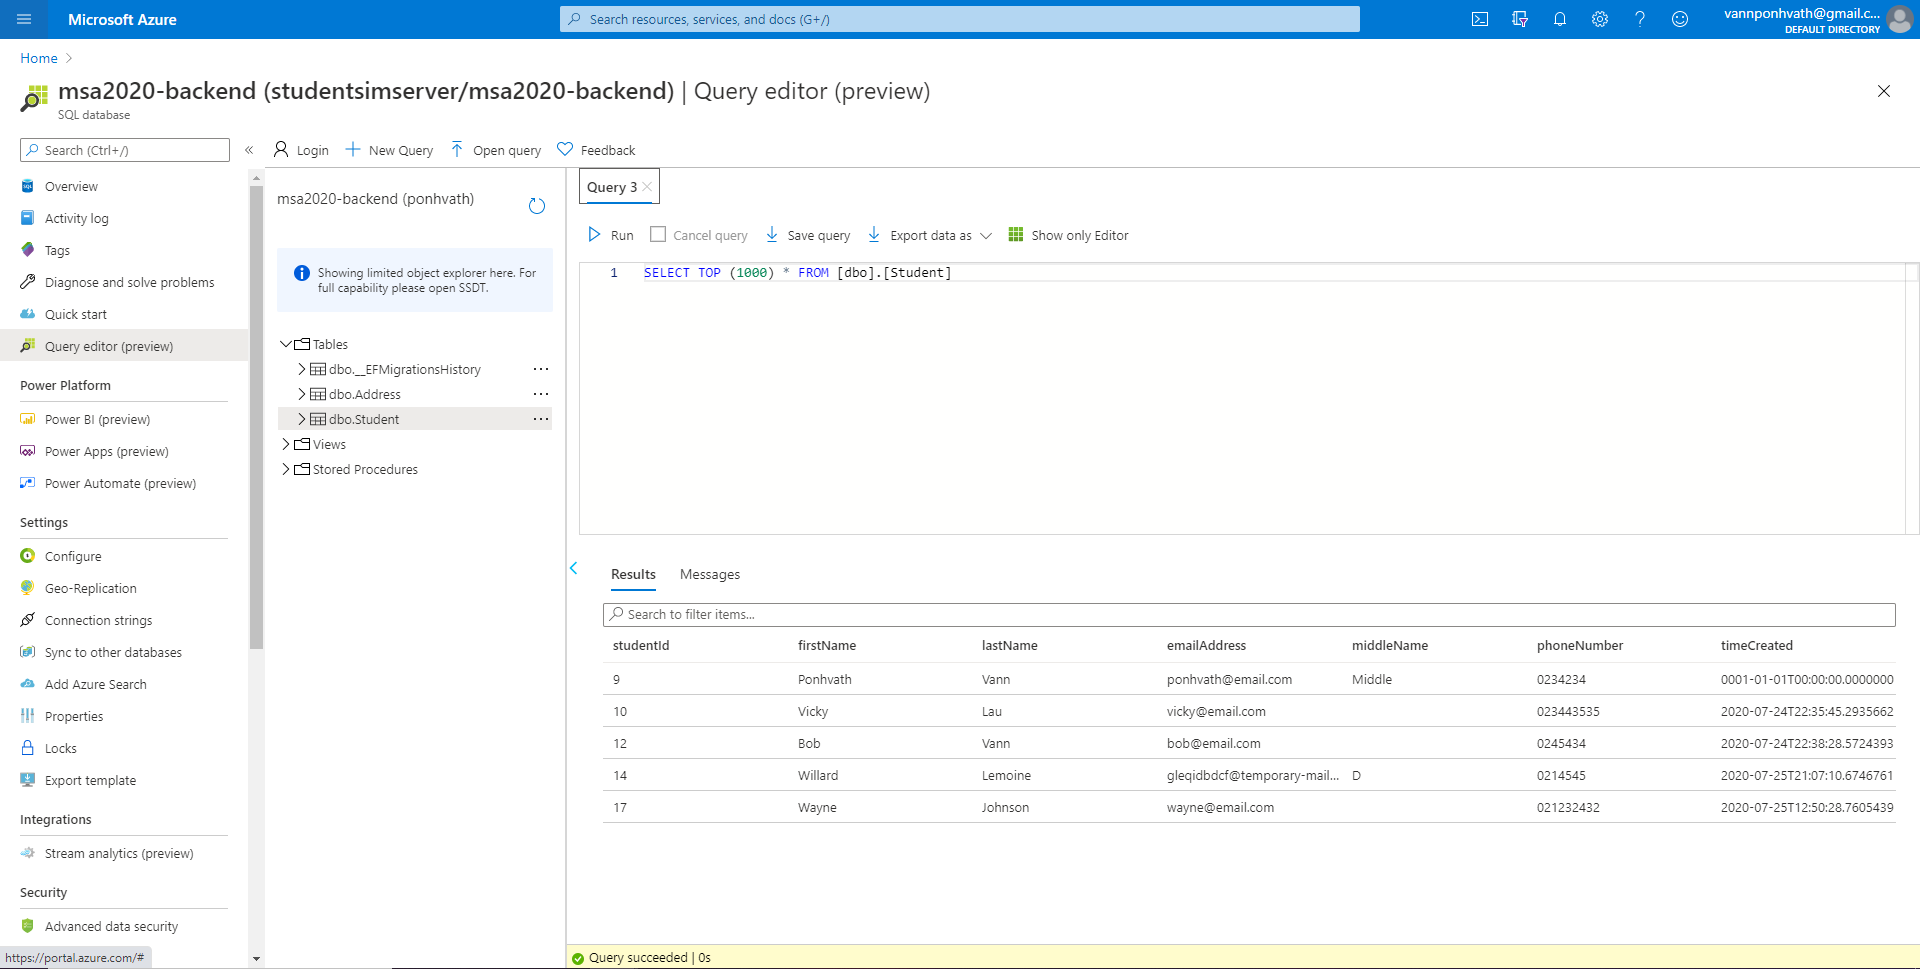 Microsoft Azure
Search resources, services, and docs (G+/)
vannponhvath@gmail.c...
DEFAULT DIRECTORY
Home
msa2020-backend (studentsimserver/msa2020-backend) | Query editor (preview)
SQL database
Search (Ctrl+/)
«
Login
New Query
Open query
Feedback
Overview
Activity log
Tags
Diagnose and solve problems
Quick start
Query editor (preview)
Power Platform
Power BI (preview)
Power Apps (preview)
Power Automate (preview)
Settings
Configure
Geo-Replication
Connection strings
Sync to other databases
Add Azure Search
Properties
Locks
Export template
Integrations
Stream analytics (preview)
Security
Advanced data security
https://portal.azure.com/#
msa2020-backend (ponhvath)
Showing limited object explorer here. For
full capability please open SSDT.
Tables
dbo.__EFMigrationsHistory ...
dbo.Address ...
dbo.Student ...
Views
Stored Procedures
Query 3
Run
Cancel query
Save query
Export data as
Show only Editor
1 SELECT TOP (1000) * FROM [dbo].[Student]
Results Messages
Search to filter items...
studentId firstName lastName emailAddress middleName phoneNumber timeCreated
9 Ponhvath Vann ponhvath@email.com Middle 0234234 0001-01-01T00:00:00.0000000
10 Vicky Lau vicky@email.com 023443535 2020-07-24T22:35:45.2935662
12 Bob Vann bob@email.com 0245434 2020-07-24T22:38:28.5724393
14 Willard Lemoine gleqidbdcf@temporary-mail... D 0214545 2020-07-25T21:07:10.6746761
17 Wayne Johnson wayne@email.com 021232432 2020-07-25T12:50:28.7605439
Query succeeded | 0s